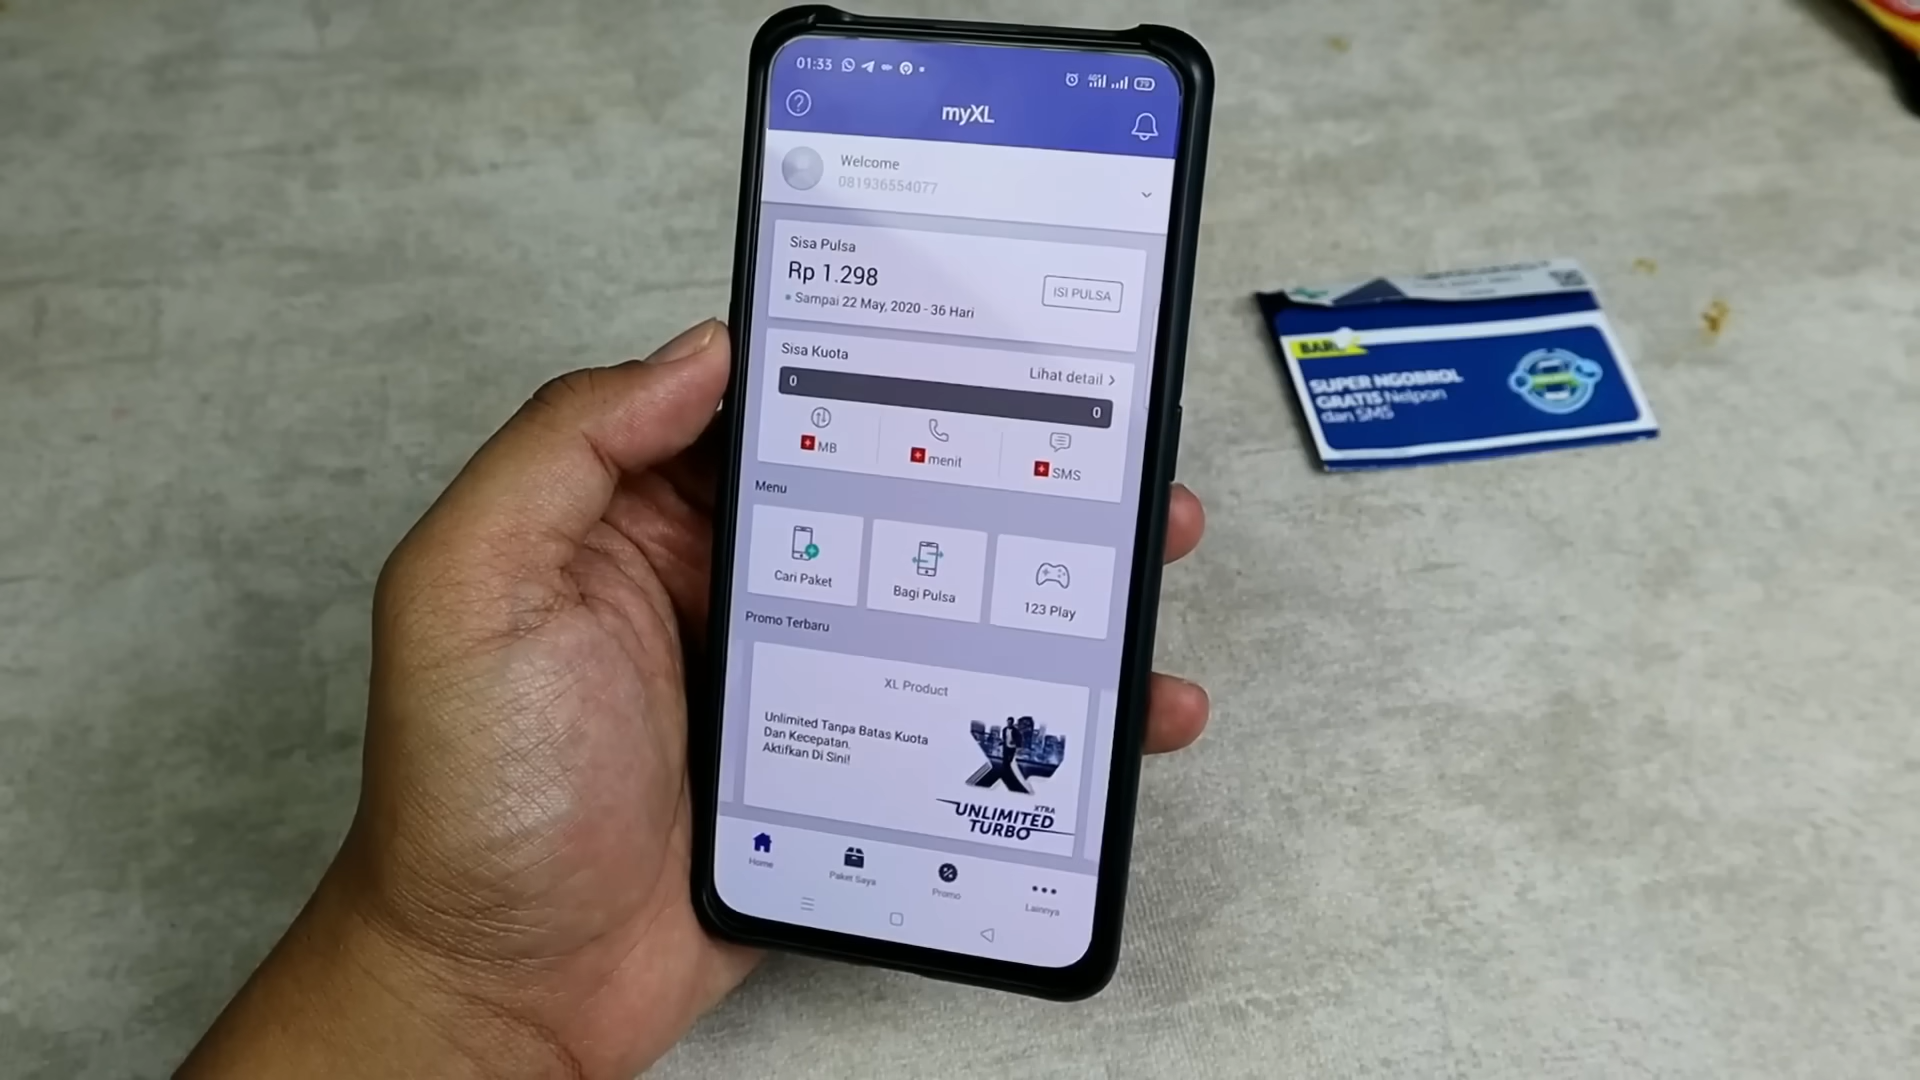 01:33
79
myXL
Welcome
081936554077
Sisa Pulsa
Rp 1.298
Sampai 22 May, 2020 - 36 Hari
ISI PULSA
Sisa Kuota
Lihat detail
0
0
MB
menit
SMS
Menu
Cari Paket
Bagi Pulsa
123 Play
Promo Terbaru
XL Product
Unlimited Tanpa Batas Kuota
Dan Kecepatan.
Aktifkan Di Sini!
XTRA
UNLIMITED
TURBO
Home
Paket Saya
Promo
Lainnya
SUPER NGOBROL
GRATIS Nelpon
dan SMS